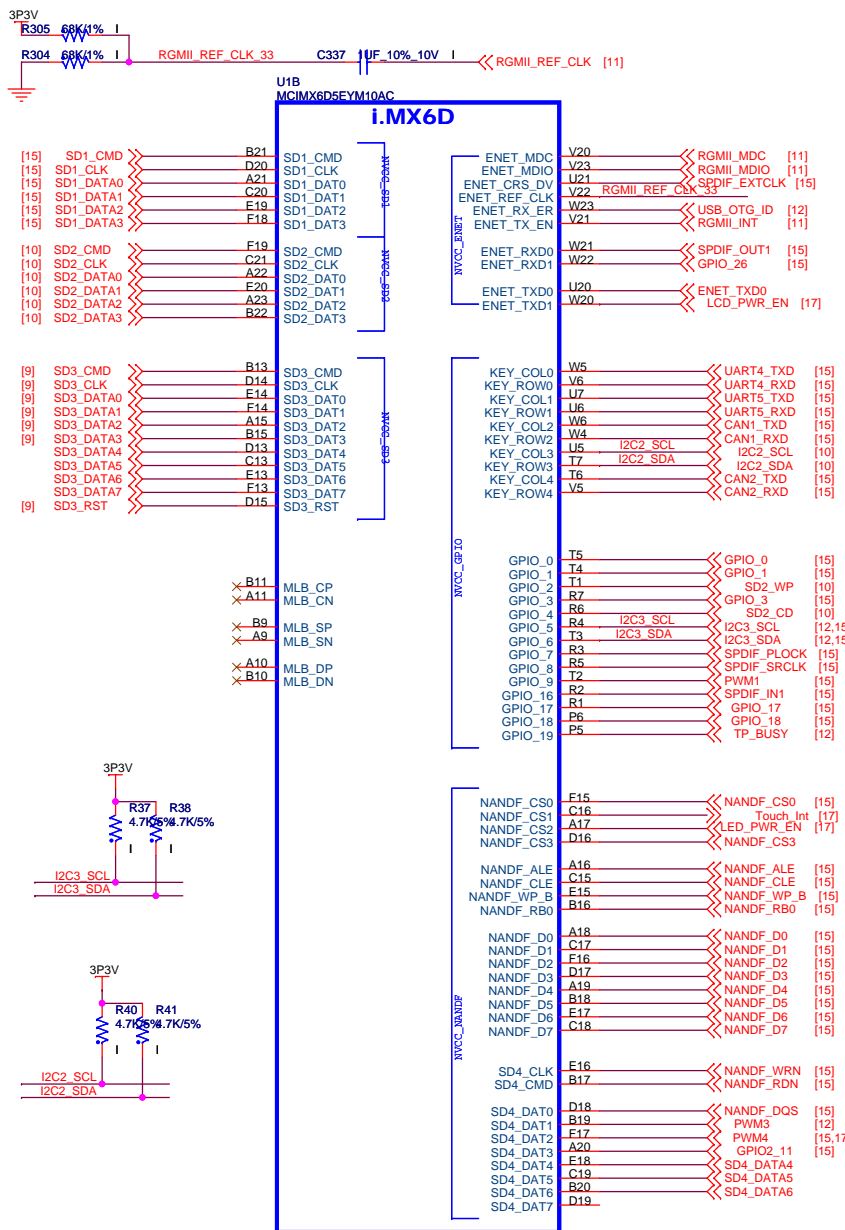 3P3V
R305 68K/1% I
R304 68K/1% I
RGMII_REF_CLK_33
C337 1UF_10%_10V I
RGMII_REF_CLK [11]
U1B
MCIMX6D5EYM10AC
i.MX6D
[15] SD1_CMD B21 SD1_CMD
[15] SD1_CLK D20 SD1_CLK
[15] SD1_DATA0 A21 SD1_DAT0
[15] SD1_DATA1 C20 SD1_DAT1
[15] SD1_DATA2 E19 SD1_DAT2
[15] SD1_DATA3 F18 SD1_DAT3
NVCC_SD1
[10] SD2_CMD F19 SD2_CMD
[10] SD2_CLK C21 SD2_CLK
[10] SD2_DATA0 A22 SD2_DAT0
[10] SD2_DATA1 E20 SD2_DAT1
[10] SD2_DATA2 A23 SD2_DAT2
[10] SD2_DATA3 B22 SD2_DAT3
NVCC_SD2
[9] SD3_CMD B13 SD3_CMD
[9] SD3_CLK D14 SD3_CLK
[9] SD3_DATA0 E14 SD3_DAT0
[9] SD3_DATA1 F14 SD3_DAT1
[9] SD3_DATA2 A15 SD3_DAT2
[9] SD3_DATA3 B15 SD3_DAT3
SD3_DATA4 D13 SD3_DAT4
SD3_DATA5 C13 SD3_DAT5
SD3_DATA6 E13 SD3_DAT6
SD3_DATA7 F13 SD3_DAT7
[9] SD3_RST D15 SD3_RST
NVCC_SD3
B11 MLB_CP
A11 MLB_CN
B9 MLB_SP
A9 MLB_SN
A10 MLB_DP
B10 MLB_DN
3P3V
R37 R38
4.7K/5% 4.7K/5%
I I
I2C3_SCL
I2C3_SDA
3P3V
R40 R41
4.7K/5% 4.7K/5%
I I
I2C2_SCL
I2C2_SDA
ENET_MDC V20 RGMII_MDC [11]
ENET_MDIO V23 RGMII_MDIO [11]
ENET_CRS_DV U21 SPDIF_EXTCLK [15]
ENET_REF_CLK V22 RGMII_REF_CLK_33
ENET_RX_ER W23 USB_OTG_ID [12]
ENET_TX_EN V21 RGMII_INT [11]
NVCC_ENET
ENET_RXD0 W21 SPDIF_OUT1 [15]
ENET_RXD1 W22 GPIO_26 [15]
ENET_TXD0 U20 ENET_TXD0
ENET_TXD1 W20 LCD_PWR_EN [17]
KEY_COL0 W5 UART4_TXD [15]
KEY_ROW0 V6 UART4_RXD [15]
KEY_COL1 U7 UART5_TXD [15]
KEY_ROW1 U6 UART5_RXD [15]
KEY_COL2 W6 CAN1_TXD [15]
KEY_ROW2 W4 CAN1_RXD [15]
KEY_COL3 U5 I2C2_SCL I2C2_SCL [10]
KEY_ROW3 T7 I2C2_SDA I2C2_SDA [10]
KEY_COL4 T6 CAN2_TXD [15]
KEY_ROW4 V5 CAN2_RXD [15]
NVCC_GPIO
GPIO_0 T5 GPIO_0 [15]
GPIO_1 T4 GPIO_1 [15]
GPIO_2 T1 SD2_WP [10]
GPIO_3 R7 GPIO_3 [15]
GPIO_4 R6 SD2_CD [10]
GPIO_5 R4 I2C3_SCL I2C3_SCL [12,15
GPIO_6 T3 I2C3_SDA I2C3_SDA [12,15
GPIO_7 R3 SPDIF_PLOCK [15]
GPIO_8 R5 SPDIF_SRCLK [15]
GPIO_9 T2 PWM1 [15]
GPIO_16 R2 SPDIF_IN1 [15]
GPIO_17 R1 GPIO_17 [15]
GPIO_18 P6 GPIO_18 [15]
GPIO_19 P5 TP_BUSY [12]
NANDF_CS0 F15 NANDF_CS0 [15]
NANDF_CS1 C16 Touch_Int [17]
NANDF_CS2 A17 LED_PWR_EN [17]
NANDF_CS3 D16 NANDF_CS3
NANDF_ALE A16 NANDF_ALE [15]
NANDF_CLE C15 NANDF_CLE [15]
NANDF_WP_B E15 NANDF_WP_B [15]
NANDF_RB0 B16 NANDF_RB0 [15]
NANDF_D0 A18 NANDF_D0 [15]
NANDF_D1 C17 NANDF_D1 [15]
NANDF_D2 F16 NANDF_D2 [15]
NANDF_D3 D17 NANDF_D3 [15]
NANDF_D4 A19 NANDF_D4 [15]
NANDF_D5 B18 NANDF_D5 [15]
NANDF_D6 E17 NANDF_D6 [15]
NANDF_D7 C18 NANDF_D7 [15]
NVCC_NANDF
SD4_CLK E16 NANDF_WRN [15]
SD4_CMD B17 NANDF_RDN [15]
SD4_DAT0 D18 NANDF_DQS [15]
SD4_DAT1 B19 PWM3 [12]
SD4_DAT2 F17 PWM4 [15,17
SD4_DAT3 A20 GPIO2_11 [15]
SD4_DAT4 E18 SD4_DATA4
SD4_DAT5 C19 SD4_DATA5
SD4_DAT6 B20 SD4_DATA6
SD4_DAT7 D19